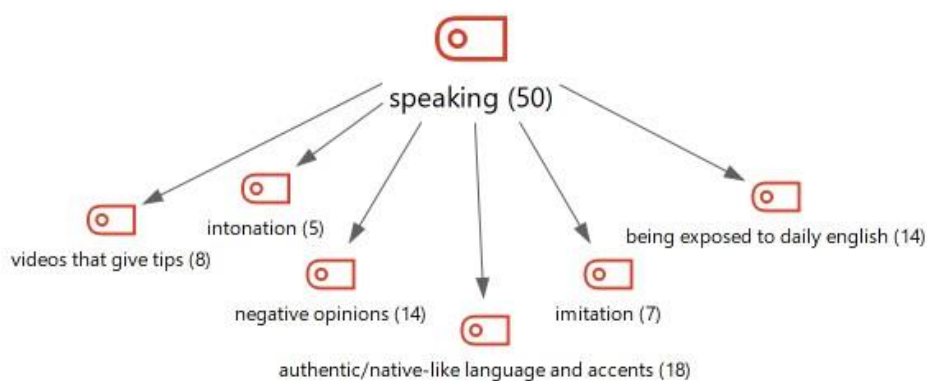 speaking (50)
intonation (5)
being exposed to daily english (14)
videos that give tips (8)
negative opinions (14)
imitation (7)
authentic/native-like language and accents (18)